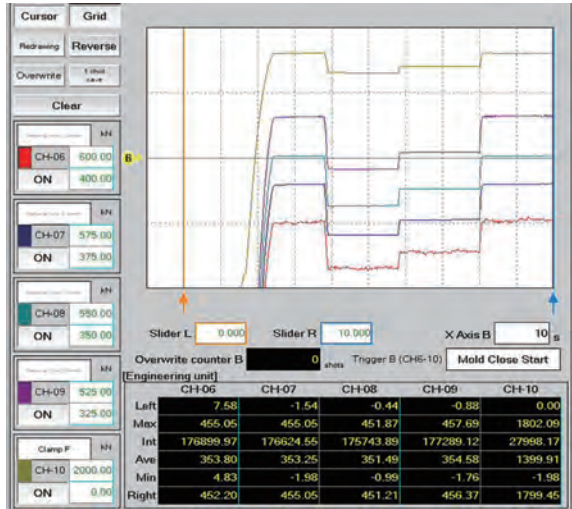 Cursor Grid
Redrawing Reverse
Overwrite 1 shot save
Clear
kN
CH-06 600.00
ON 400.00
kN
CH-07 575.00
ON 375.00
kN
CH-08 550.00
ON 350.00
kN
CH-09 525.00
ON 325.00
Clamp F kN
CH-10 2000.00
ON 0.00
B
Slider L 0.000 Slider R 10.000 X Axis B 10 s
Overwrite counter B 0 shots Trigger B (CH6-10) Mold Close Start
[Engineering unit]
CH-06 CH-07 CH-08 CH-09 CH-10
Left 7.58 -1.54 -0.44 -0.88 0.00
Max 455.05 455.05 451.87 457.69 1802.09
Int 176899.97 176624.55 175743.89 177289.12 27998.17
Ave 353.80 353.25 351.49 354.58 1399.91
Min 4.83 -1.98 -0.99 -1.76 -1.98
Right 452.20 455.05 451.21 456.37 1799.45